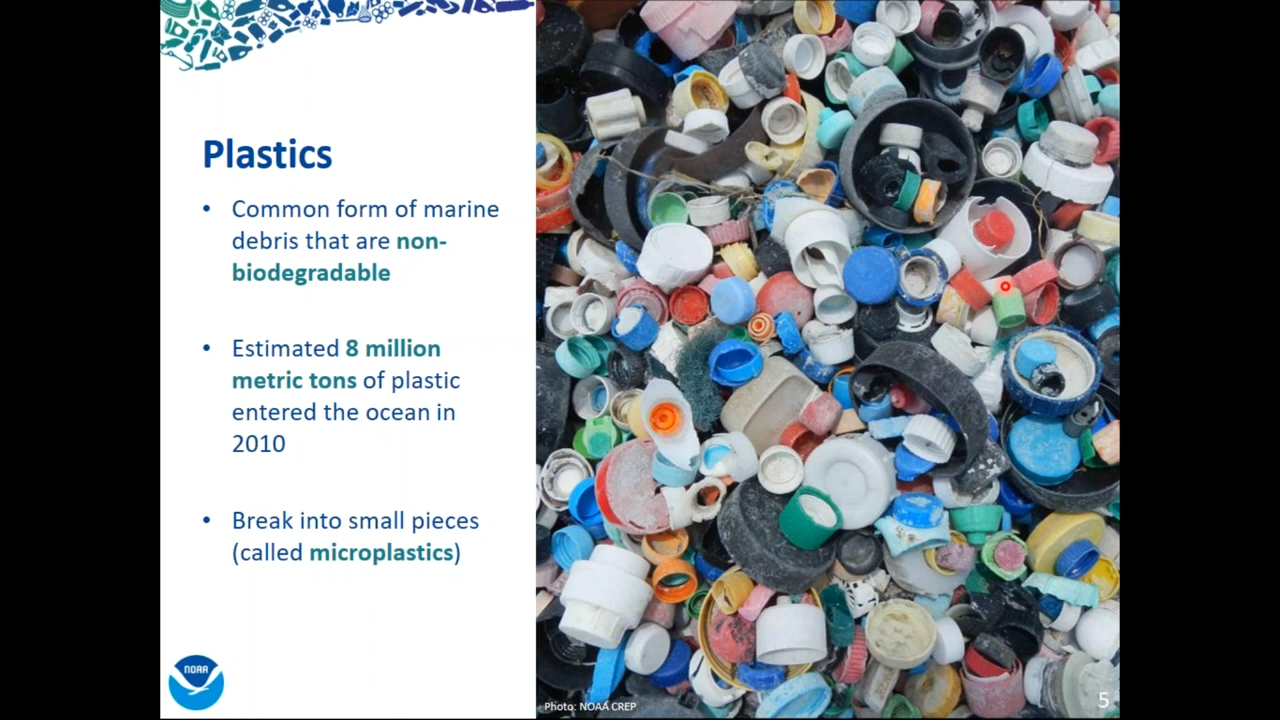 Plastics
• Common form of marine
debris that are non-
biodegradable
• Estimated 8 million
metric tons of plastic
entered the ocean in
2010
• Break into small pieces
(called microplastics)
NOAA
Photo: NOAA CREP
5